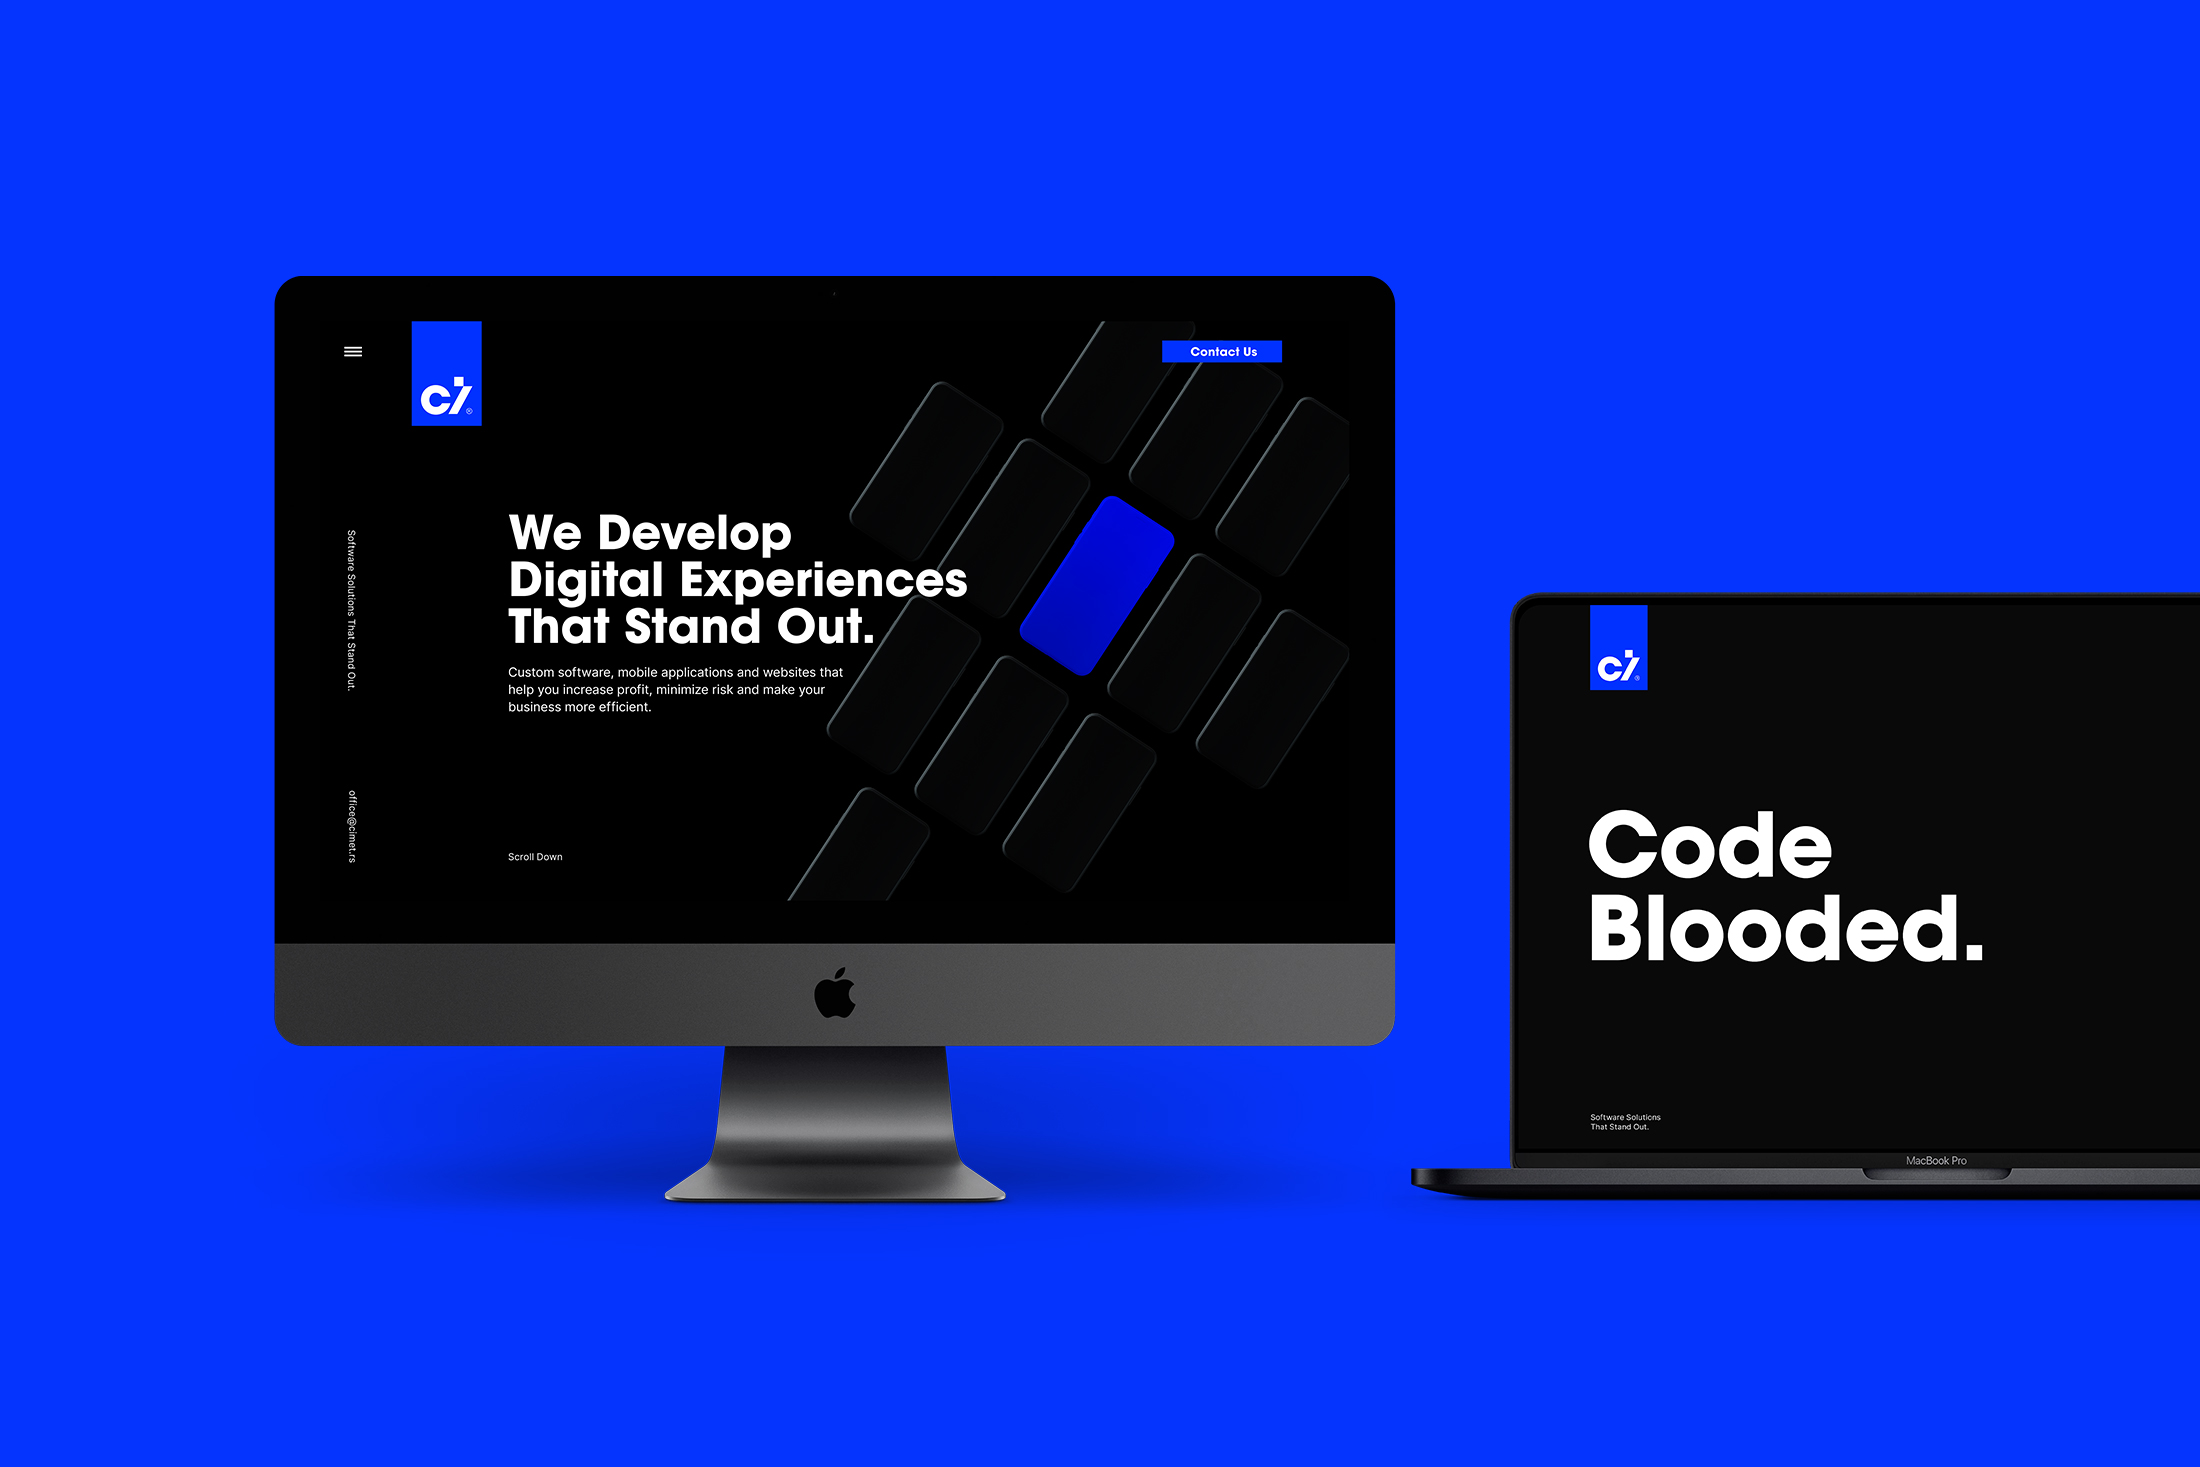 Contact Us
c
We Develop
Digital Experiences
That Stand Out.
Custom software, mobile applications and websites that
help you increase profit, minimize risk and make your
business more efficient.
Software Solutions That Stand Out.
office@cimet.rs
Scroll Down
c
Code
Blooded.
Software Solutions
That Stand Out.
MacBook Pro